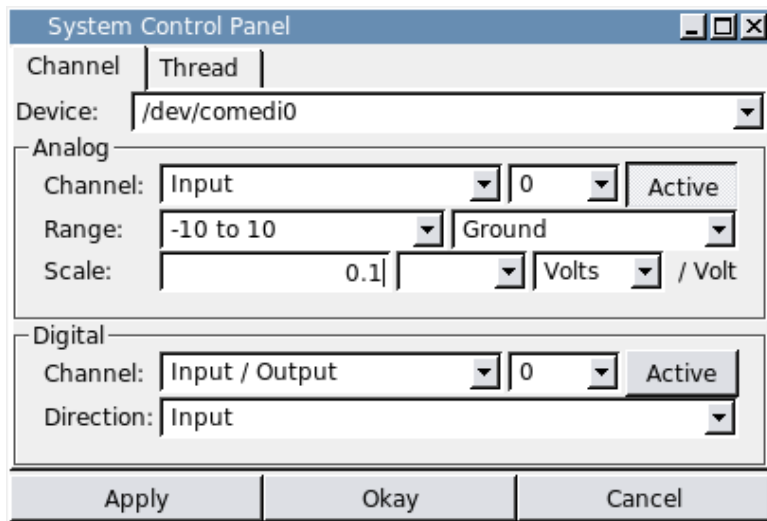 System Control Panel
Channel Thread
Device: /dev/comedi0
Analog
Channel: Input 0 Active
Range: -10 to 10 Ground
Scale: 0.1 Volts / Volt
Digital
Channel: Input / Output 0 Active
Direction: Input
Apply Okay Cancel